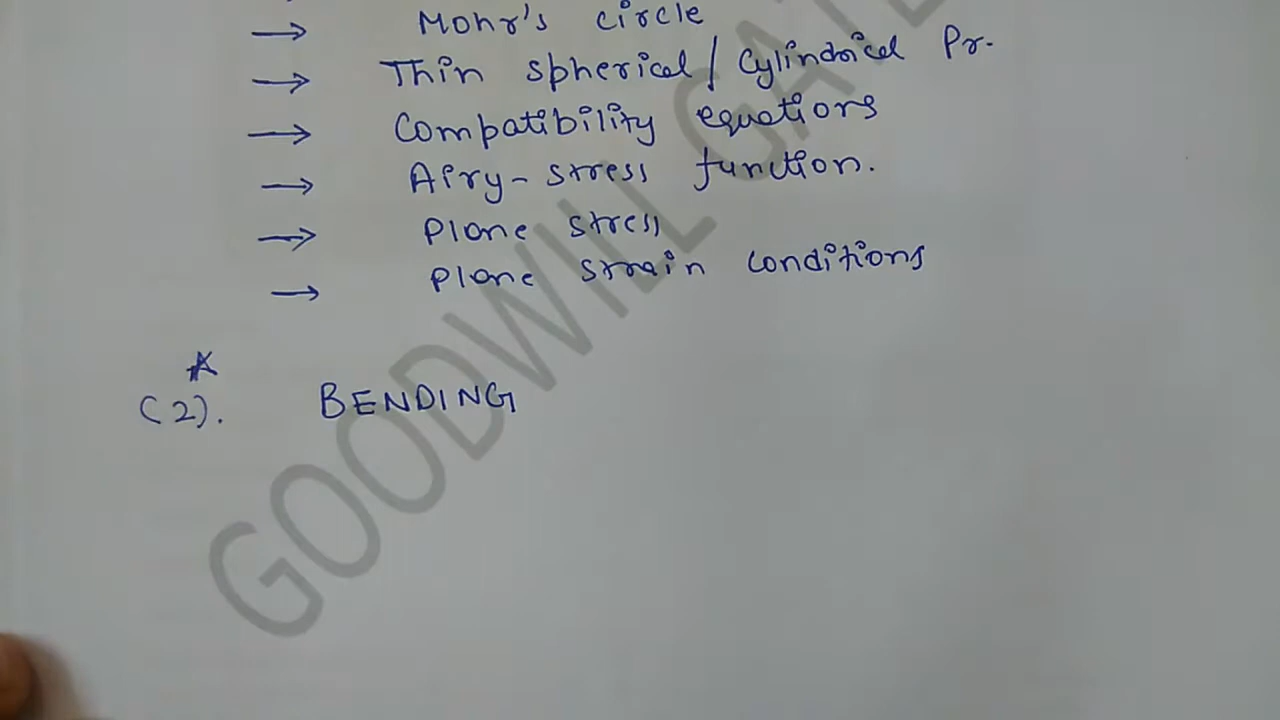 → Mohr's circle
→ Thin spherical/ Cylindrical Pr.
→ Compatibility equations
→ Airy-stress function.
→ Plane stress
→ Plane strain conditions
(2). BENDING
GOODWILL GATE